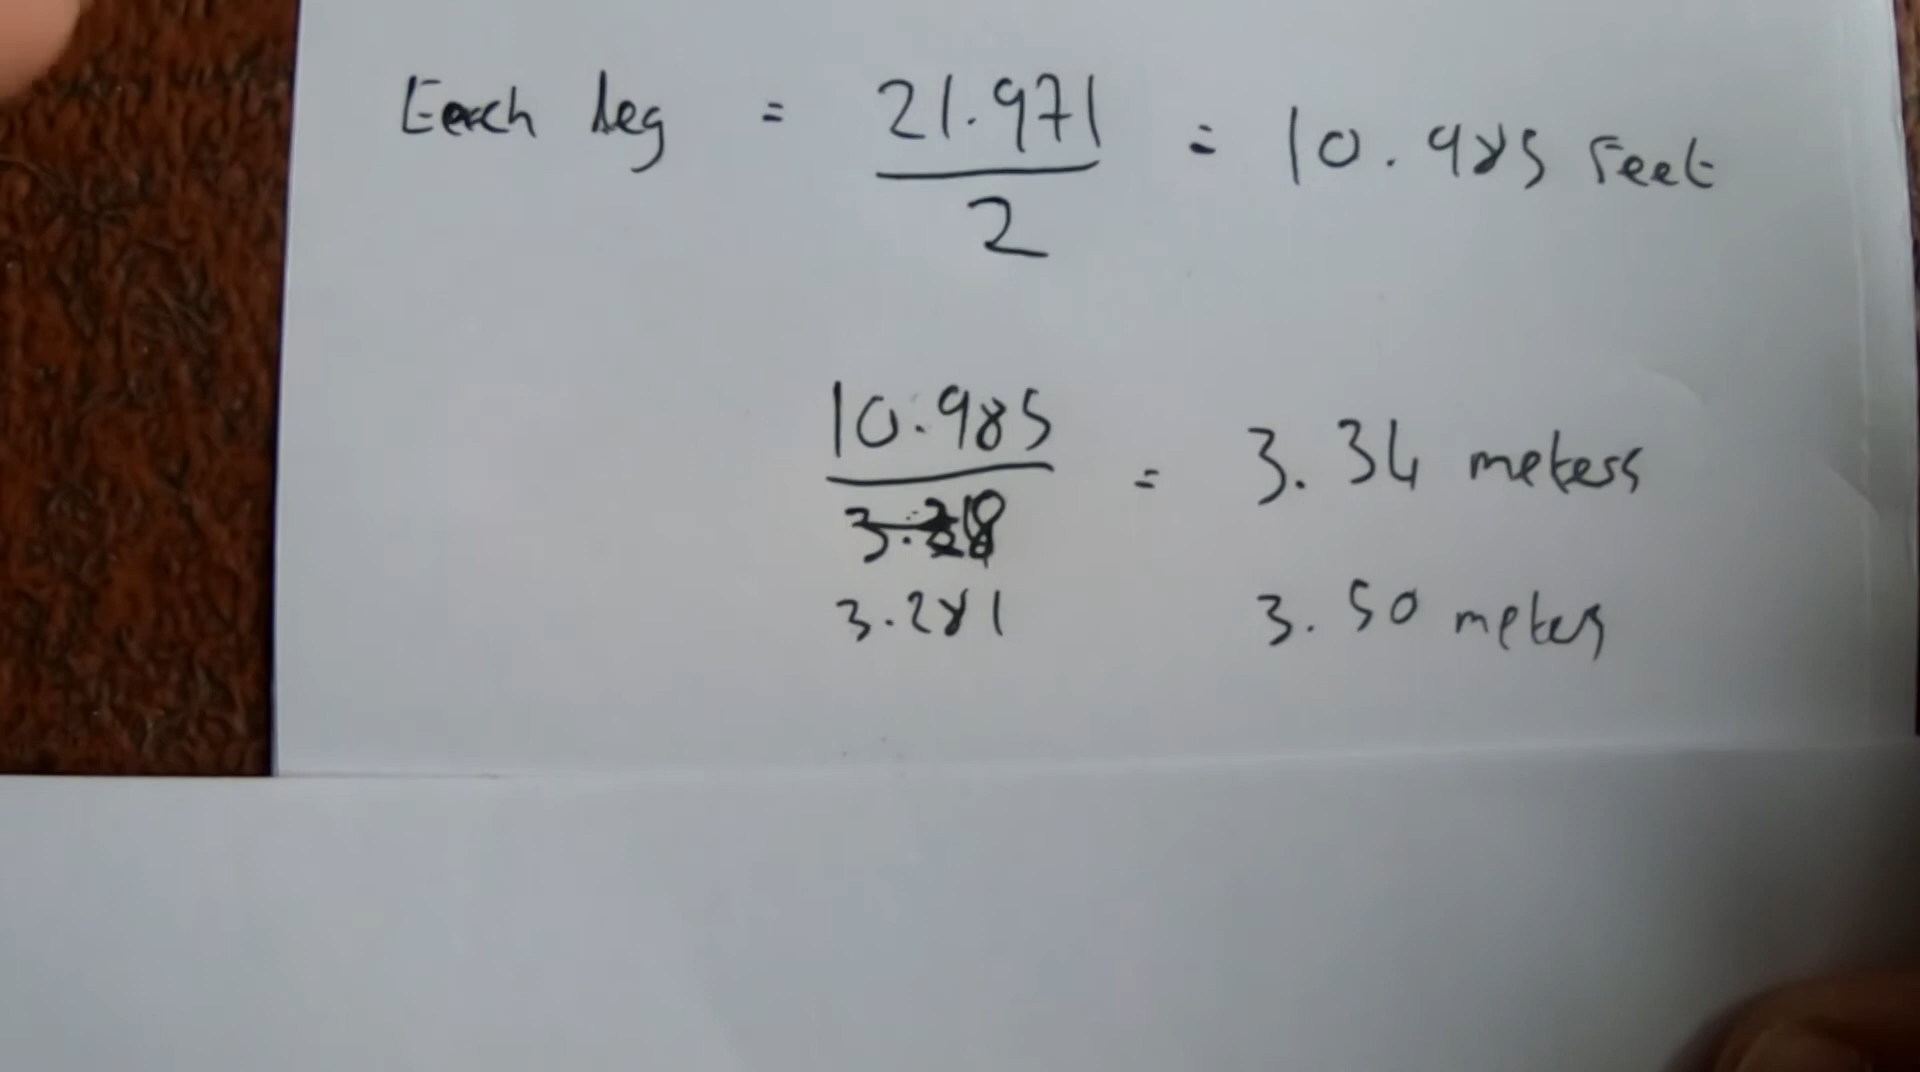 Each leg = 21.971 = 10.985 Feet
2
10.985 = 3.34 meters
3.281 3.50 meters